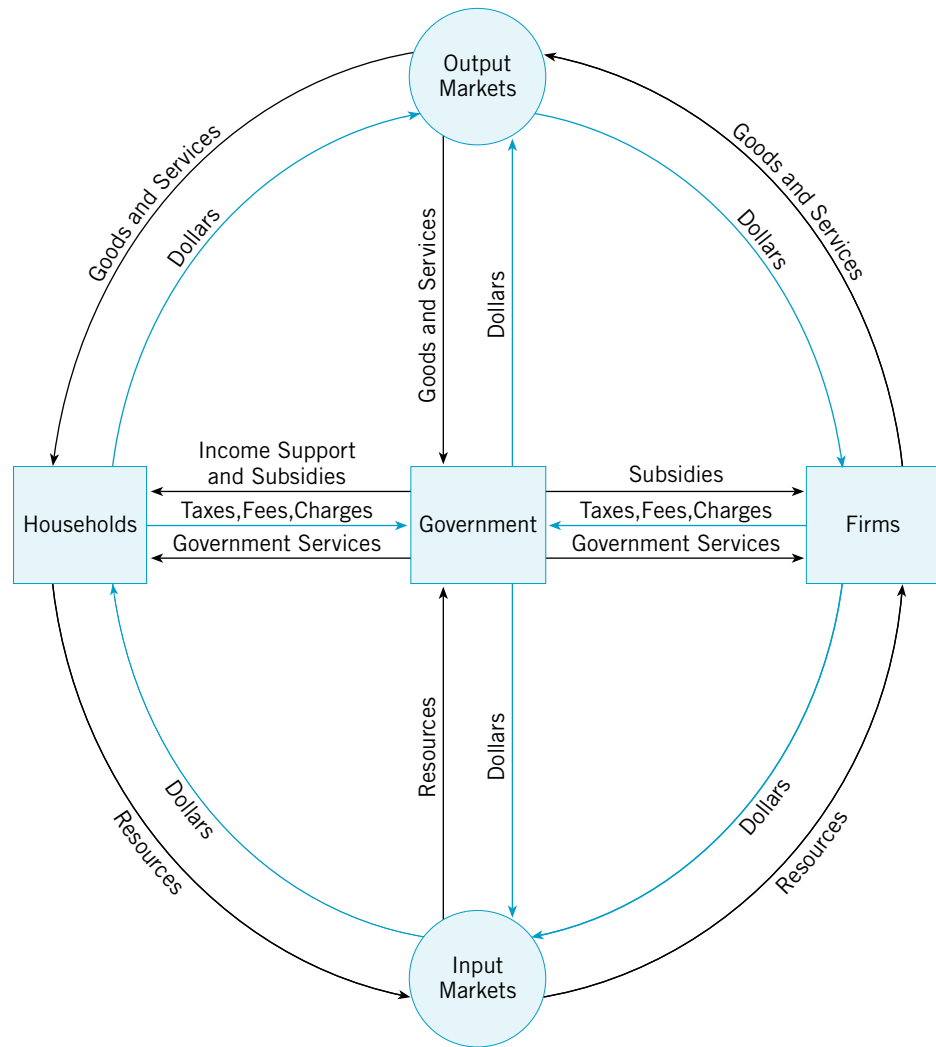 Output
Markets
Goods and Services
Dollars
Goods and Services
Dollars
Dollars
Goods and Services
Income Support
and Subsidies
Subsidies
Households
Taxes,Fees,Charges
Government
Taxes,Fees,Charges
Firms
Government Services
Government Services
Resources
Dollars
Resources
Dollars
Dollars
Resources
Input
Markets